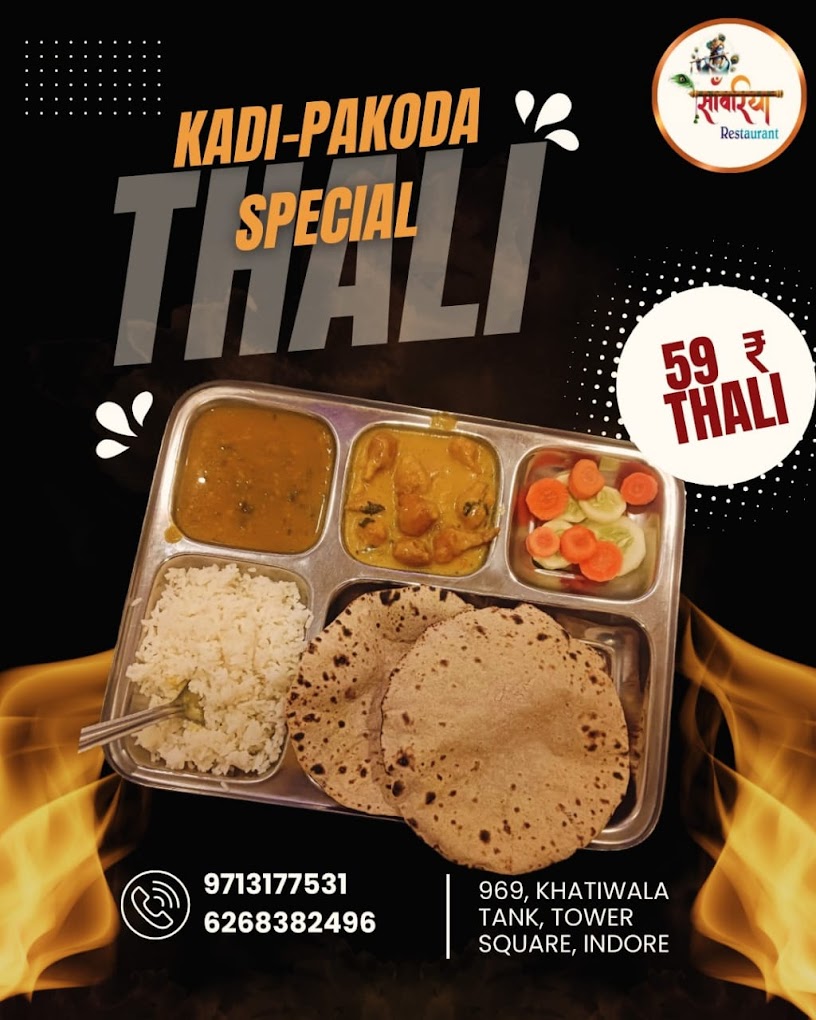 साँवरिया
Restaurant
KADI-PAKODA
THALI
SPECIAL
59 ₹
THALI
9713177531
6268382496
969, KHATIWALA
TANK, TOWER
SQUARE, INDORE